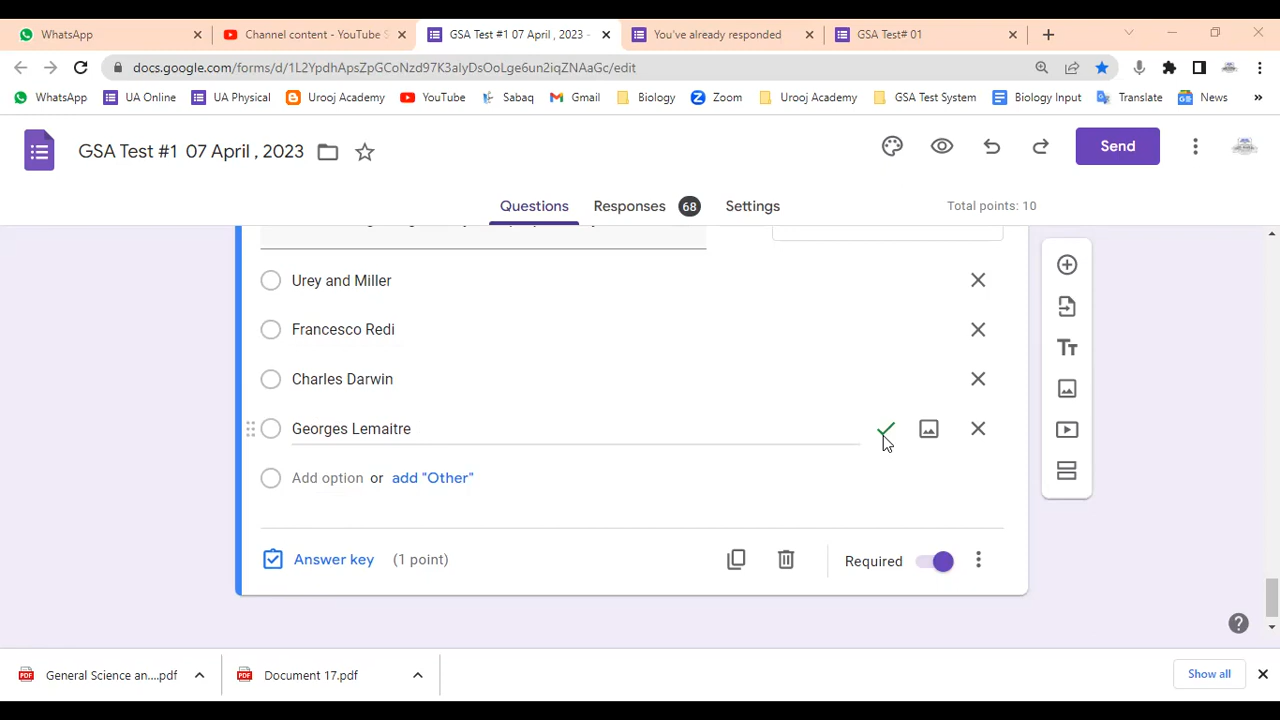 WhatsApp
Channel content - YouTube S
GSA Test #1 07 April , 2023 -
You've already responded
GSA Test# 01
docs.google.com/forms/d/1L2YpdhApsZpGCoNzd97K3alyDsOoLge6un2iqZNAaGc/edit
WhatsApp
UA Online
UA Physical
Urooj Academy
YouTube
Sabaq
Gmail
Biology
Zoom
Urooj Academy
GSA Test System
Biology Input
Translate
News
»
GSA Test #1 07 April , 2023
Send
Questions
Responses 68
Settings
Total points: 10
Urey and Miller
Francesco Redi
Charles Darwin
Georges Lemaitre
Add option or add "Other"
Answer key (1 point)
Required
General Science an....pdf
Document 17.pdf
Show all